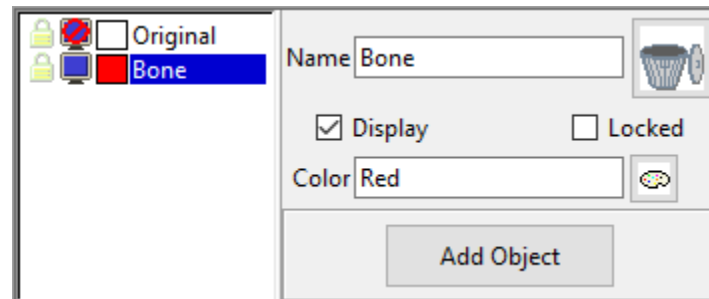 Original
Bone
Name Bone
Display Locked
Color Red
Add Object